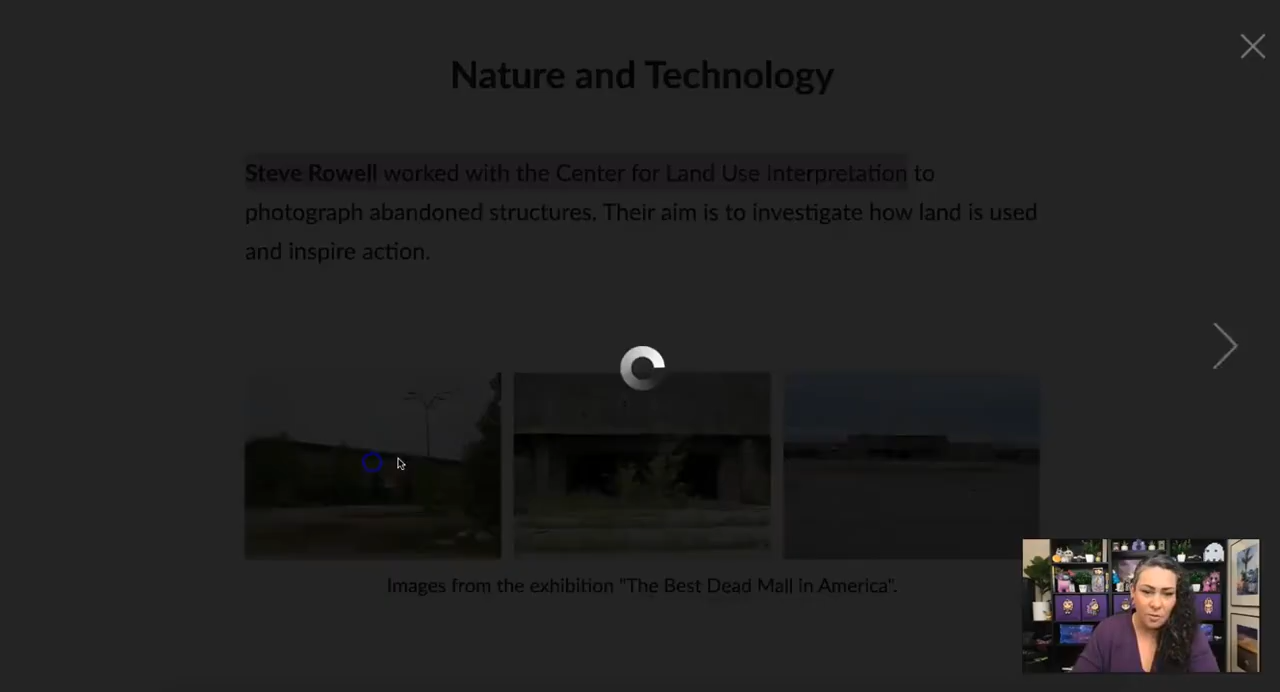 Nature and Technology
Steve Rowell worked with the Center for Land Use Interpretation to
photograph abandoned structures. Their aim is to investigate how land is used
and inspire action.
Images from the exhibition "The Best Dead Mall in America".